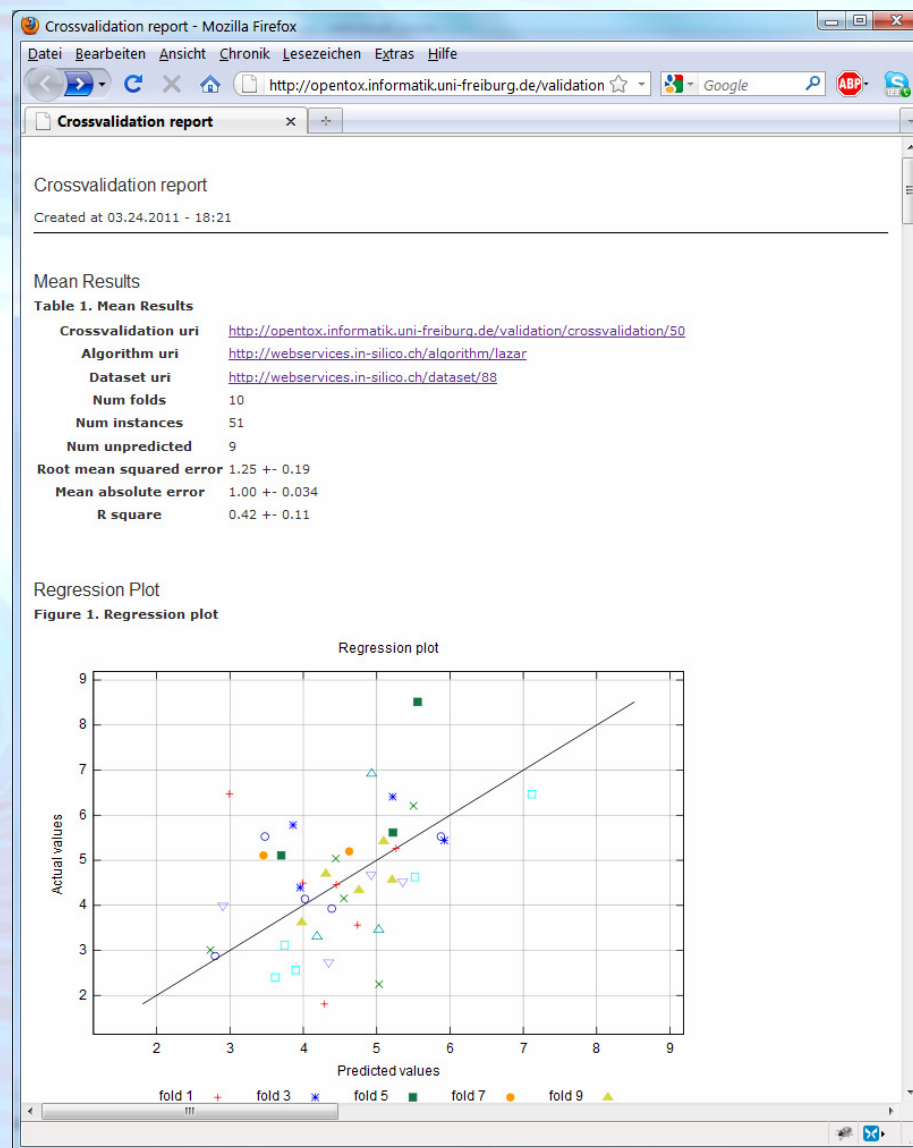 Crossvalidation report - Mozilla Firefox
Datei Bearbeiten Ansicht Chronik Lesezeichen Extras Hilfe
http://opentox.informatik.uni-freiburg.de/validation Google ABP
Crossvalidation report
Crossvalidation report
Created at 03.24.2011 - 18:21
Mean Results
Table 1. Mean Results
Crossvalidation uri http://opentox.informatik.uni-freiburg.de/validation/crossvalidation/50
Algorithm uri http://webservices.in-silico.ch/algorithm/lazar
Dataset uri http://webservices.in-silico.ch/dataset/88
Num folds 10
Num instances 51
Num unpredicted 9
Root mean squared error 1.25 +- 0.19
Mean absolute error 1.00 +- 0.034
R square 0.42 +- 0.11
Regression Plot
Figure 1. Regression plot
Regression plot
9
8
7
6
5
4
3
2
Actual values
2 3 4 5 6 7 8 9
Predicted values
fold 1 fold 3 fold 5 fold 7 fold 9